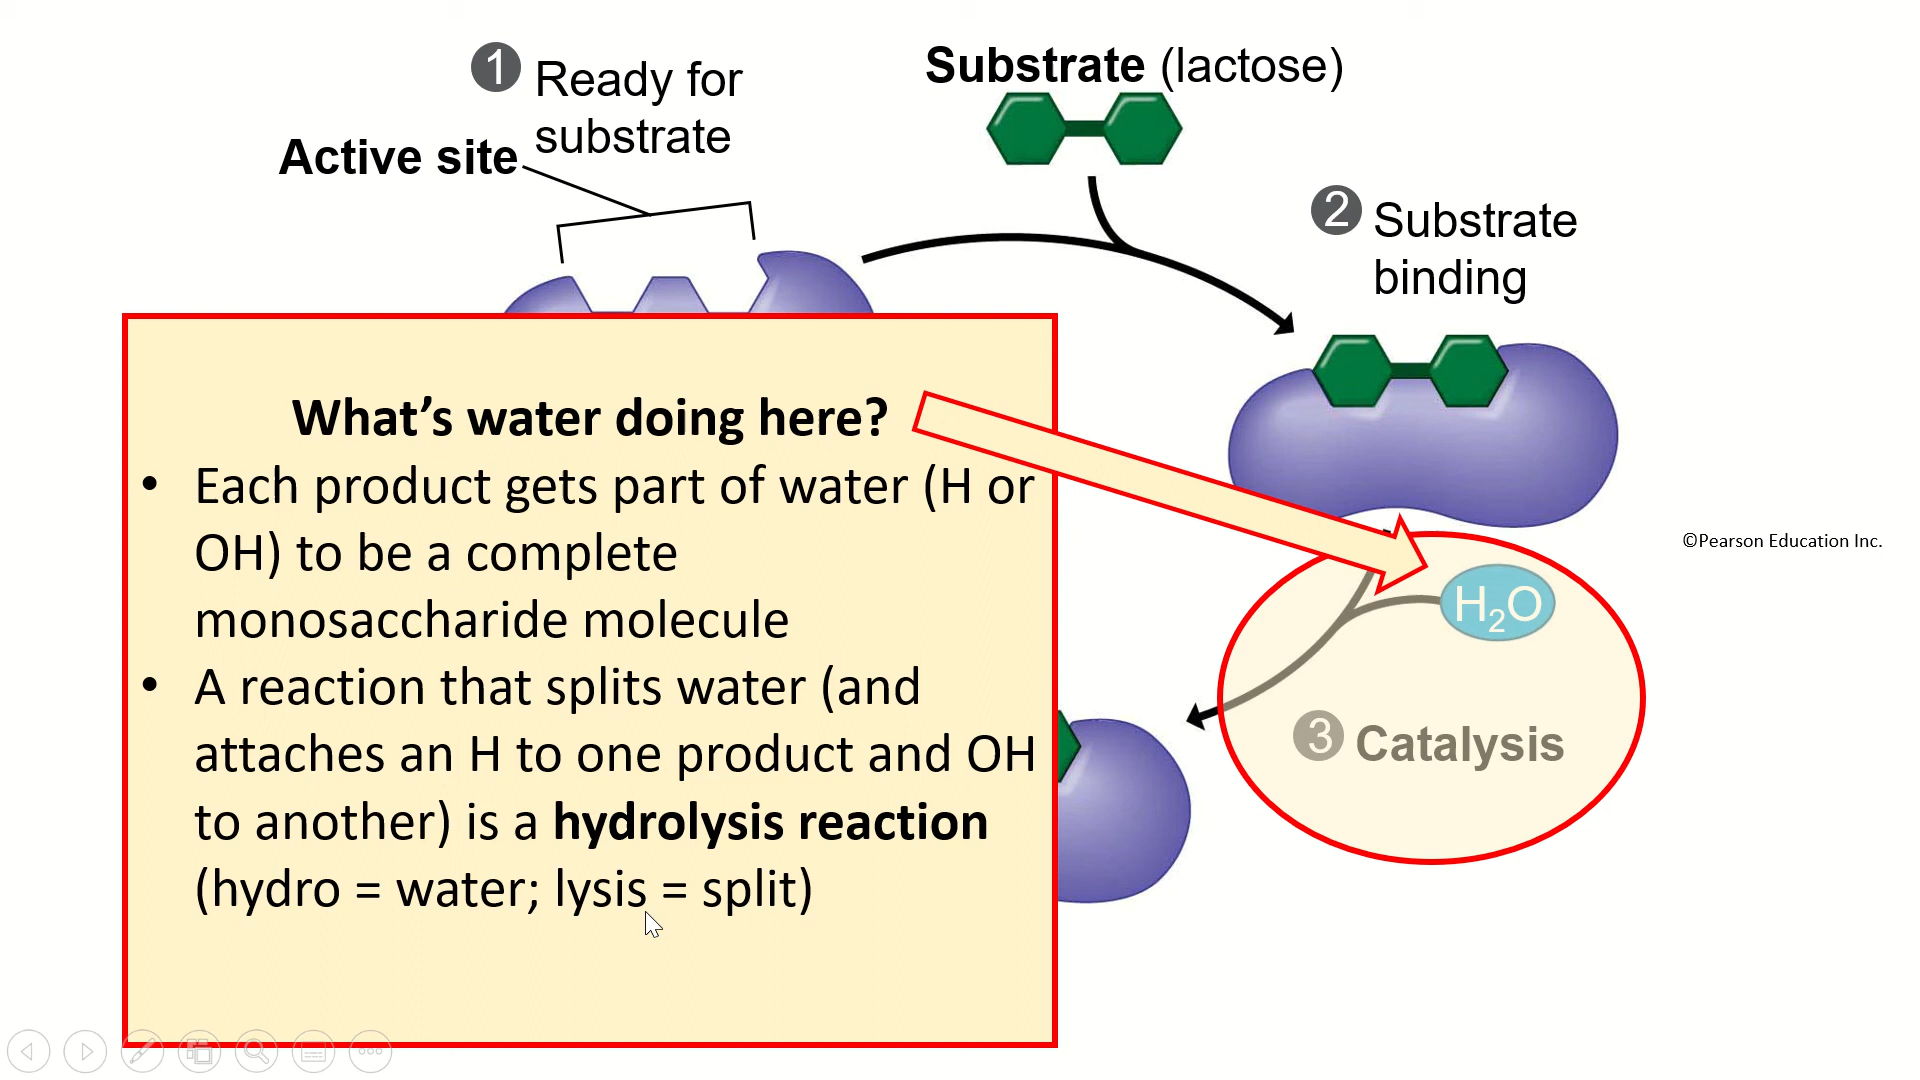 1 Ready for
substrate
Active site
Substrate (lactose)
2 Substrate
binding
What’s water doing here?
• Each product gets part of water (H or
OH) to be a complete
monosaccharide molecule
• A reaction that splits water (and
attaches an H to one product and OH
to another) is a hydrolysis reaction
(hydro = water; lysis = split)
©Pearson Education Inc.
H₂O
3 Catalysis